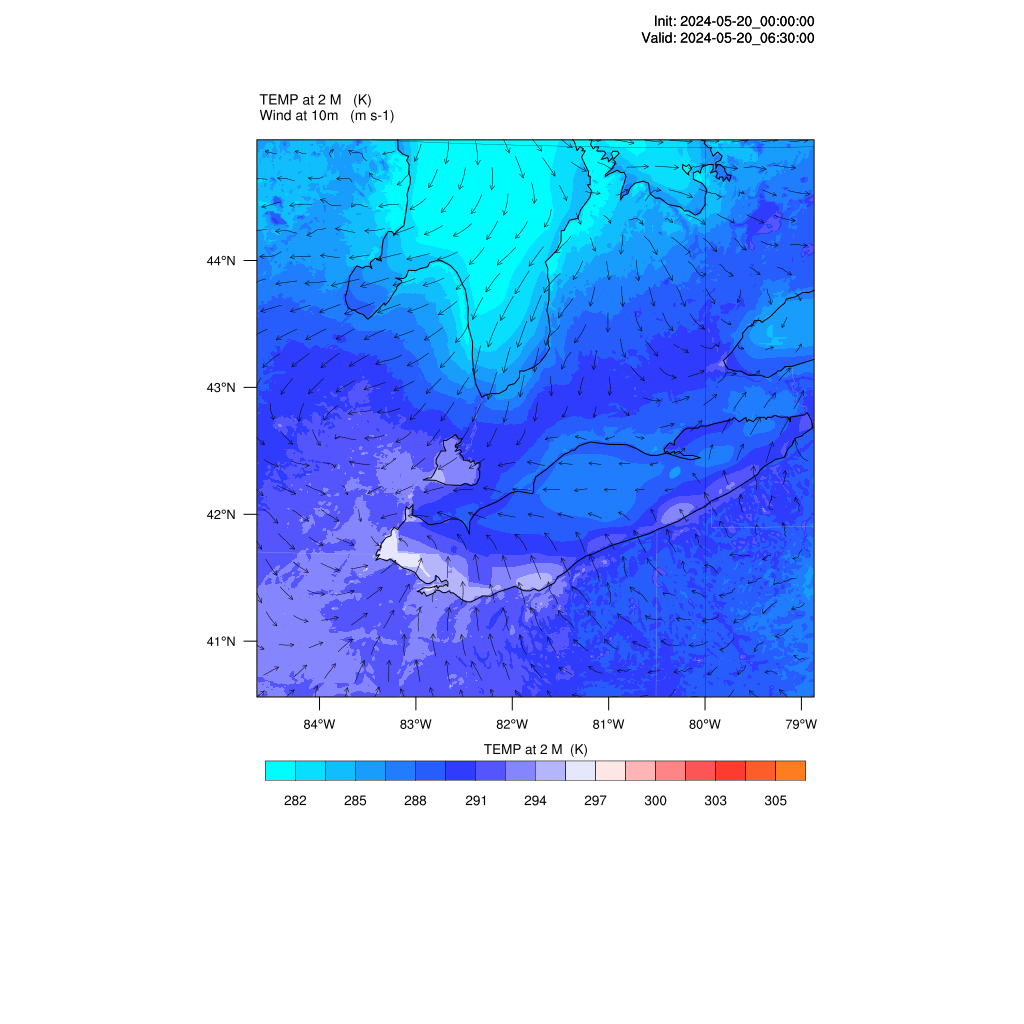 Init: 2024-05-20_00:00:00
Valid: 2024-05-20_06:30:00
TEMP at 2 M   (K)
Wind at 10m   (m s-1)
44°N
43°N
42°N
41°N
84°W 83°W 82°W 81°W 80°W 79°W
TEMP at 2 M  (K)
282 285 288 291 294 297 300 303 305